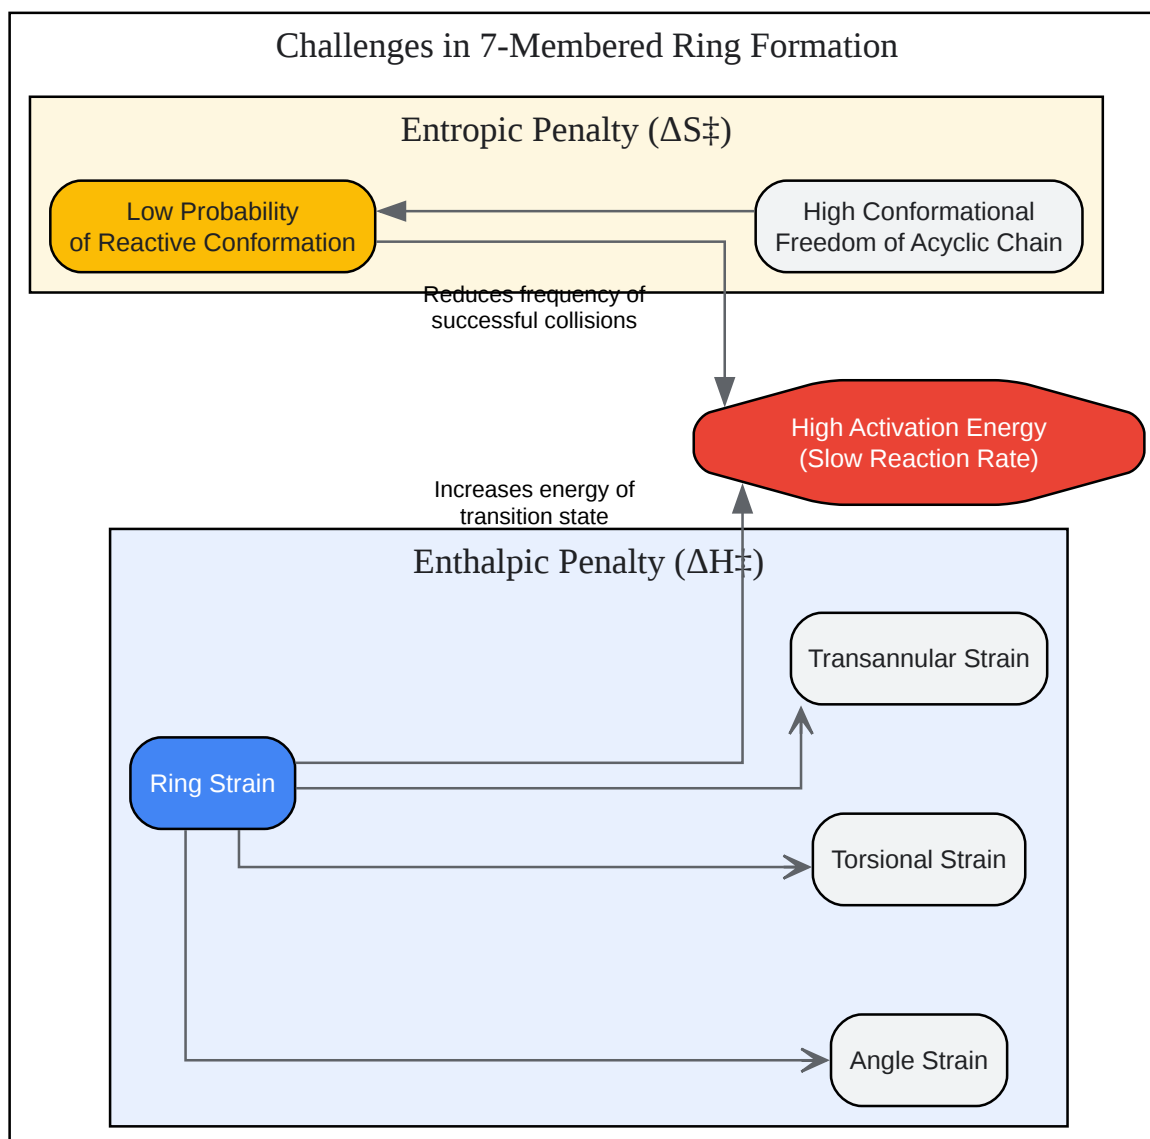 Challenges in 7-Membered Ring Formation
Entropic Penalty (ΔS‡)
Low Probability
of Reactive Conformation
High Conformational
Freedom of Acyclic Chain
Reduces frequency of
successful collisions
High Activation Energy
(Slow Reaction Rate)
Increases energy of
transition state
Enthalpic Penalty (ΔH‡)
Transannular Strain
Ring Strain
Torsional Strain
Angle Strain